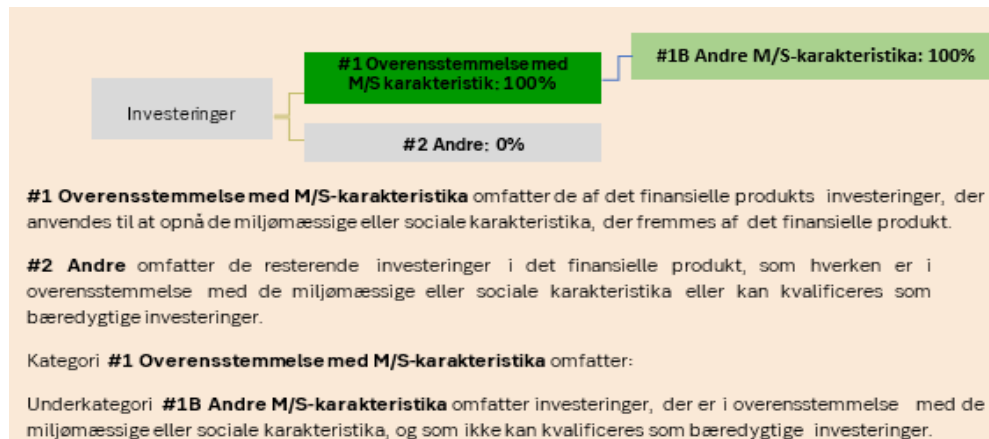 #1 Overensstemmelse med
M/S karakteristik: 100%
#1B Andre M/S-karakteristika: 100%
Investeringer
#2 Andre: 0%
#1 Overensstemmelse med M/S-karakteristika omfatter de af det finansielle produkts investeringer, der
anvendes til at opnå de miljømæssige eller sociale karakteristika, der fremmes af det finansielle produkt.
#2 Andre omfatter de resterende investeringer i det finansielle produkt, som hverken er i
overensstemmelse med de miljømæssige eller sociale karakteristika eller kan kvalificeres som
bæredygtige investeringer.
Kategori #1 Overensstemmelse med M/S-karakteristika omfatter:
Underkategori #1B Andre M/S-karakteristika omfatter investeringer, der er i overensstemmelse med de
miljømæssige eller sociale karakteristika, og som ikke kan kvalificeres som bæredygtige investeringer.